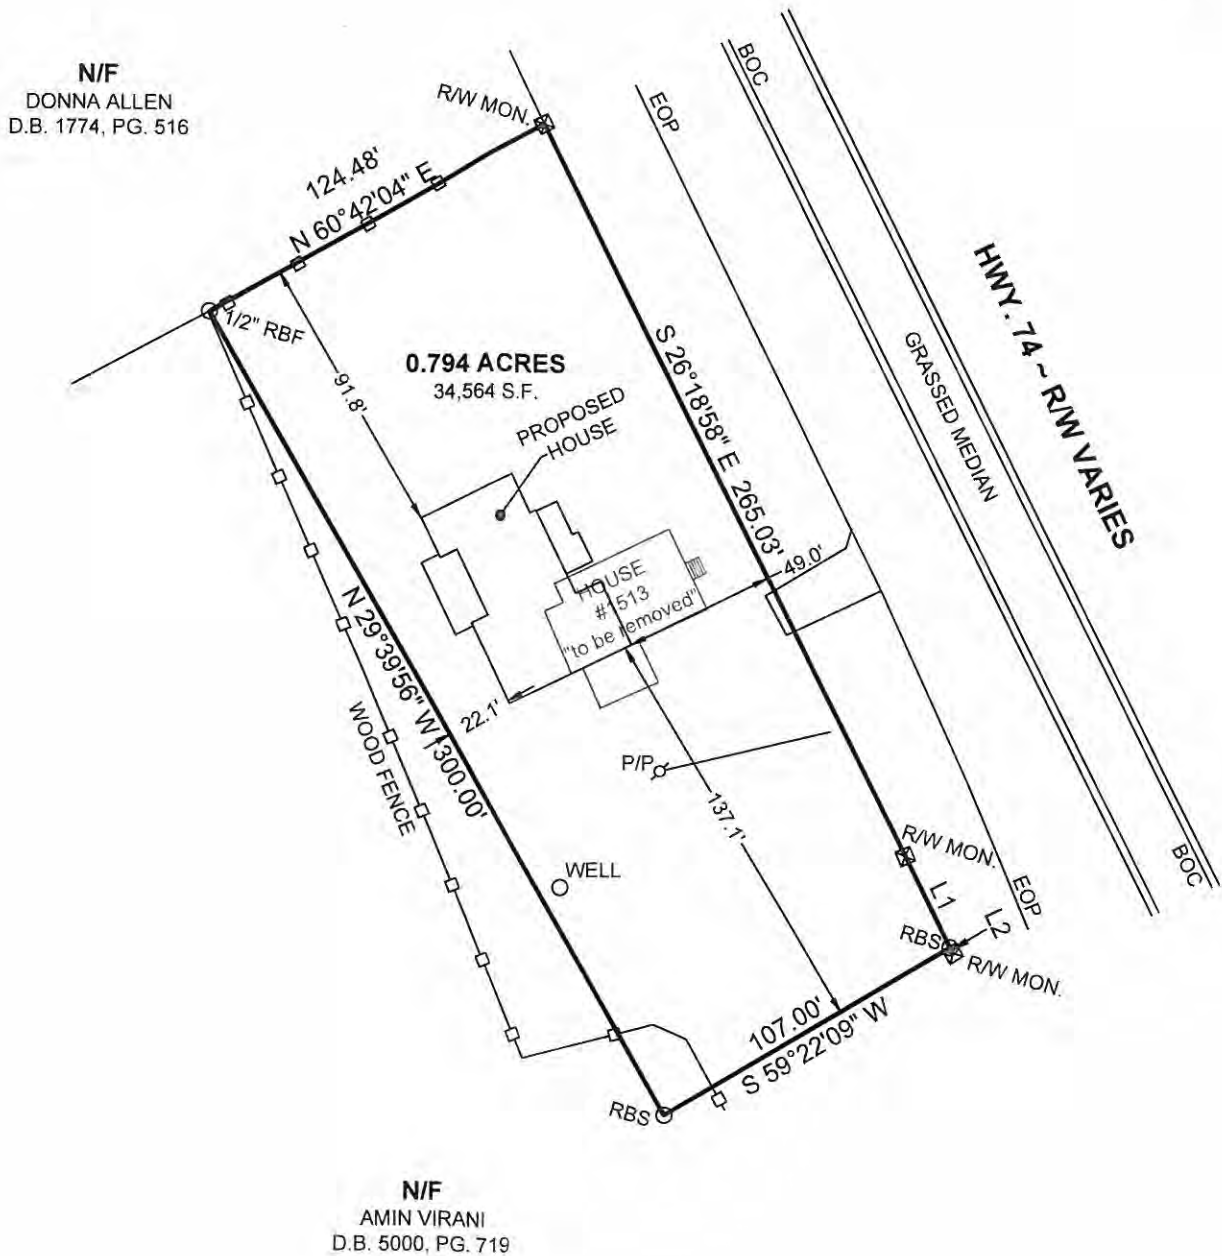 N/F
DONNA ALLEN
D.B. 1774, PG. 516
R/W MON.
EOP
BOC
124.48'
N 60°42'04" E
1/2" RBF
0.794 ACRES
34,564 S.F.
91.8'
PROPOSED
HOUSE
S 26°18'58" E 265.03'
HWY. 74 ~ R/W VARIES
GRASSED MEDIAN
49.0'
HOUSE
#1513
"to be removed"
N 29°39'56" W 300.00'
22.1'
WOOD FENCE
P/P
137.1'
WELL
R/W MON.
L1
L2
EOP
BOC
RBS
R/W MON.
107.00'
S 59°22'09" W
RBS
N/F
AMIN VIRANI
D.B. 5000, PG. 719